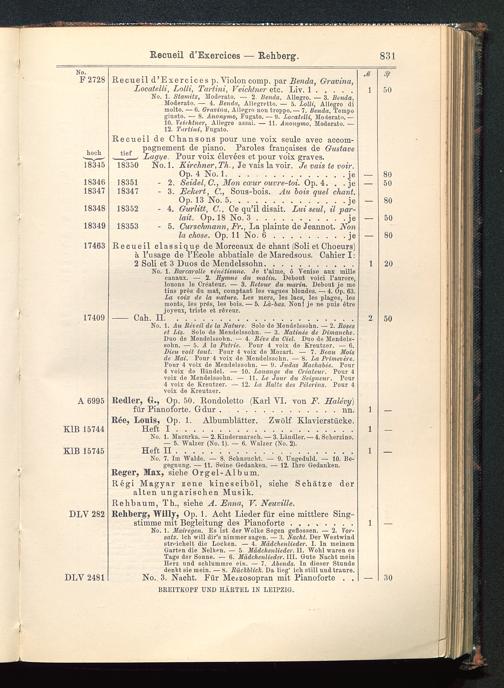 Recueil d'Exercices — Rehberg. 831
No. ℳ ₰
F 2728 Recueil d'Exercices p. Violon comp. par Benda, Gravina,
Locatelli, Lolli, Tartini, Veichtner etc. Liv. 1 . . . . . 1 50
No. 1. Stamitz, Moderato. — 2. Benda, Allegro. — 3. Benda,
Moderato. — 4. Benda, Allegretto. — 5. Lolli, Allegro di
molto. — 6. Gravina, Allegro non troppo. — 7. Benda, Tempo
giusto. — 8. Anonymo, Fugato. — 9. Locatelli, Moderato. —
10. Veichtner, Allegro assai. — 11. Anonymo, Moderato. —
12. Tartini, Fugato.
Recueil de Chansons pour une voix seule avec accom-
pagnement de piano. Paroles françaises de Gustave
hoch tief Lagye. Pour voix élevées et pour voix graves.
18345 18350 No. 1. Kirchner, Th., Je vais la voir. Je vais te voir.
Op. 4 No. 1. . . . . . . . . . . . je — 80
18346 18351 - 2. Seidel, C., Mon cœur ouvre-toi. Op. 4. . . je — 50
18347 18347 - 3. Eckert, C., Sous-bois. Au bois quel chant.
Op. 13 No. 5. . . . . . . . . . . je — 80
18348 18352 - 4. Gurlitt, C., Ce qu'il disait. Lui seul, il par-
lait. Op. 18 No. 3 . . . . . . . . je — 50
18349 18353 - 5. Curschmann, Fr., La plainte de Jeannot. Non
la chose. Op. 11 No. 6 . . . . . . . je — 80
17463 Recueil classique de Morceaux de chant (Soli et Choeurs)
à l'usage de l'École abbatiale de Maredsous. Cahier I:
2 Soli et 3 Duos de Mendelssohn. . . . . . . . . 1 20
No. 1. Barcarolle vénitienne. Je t'aime, ô Venise aux mille
canaux. — 2. Hymne du matin. Debout voici l'aurore,
louons le Créateur. — 3. Retour du marin. Debout je me
tins près du mat, comptant les vagues blondes. — 4. Op. 63.
La voix de la nature. Les mers, les lacs, les plages, les
monts, les prés, les bois. — 5. Là-bas. Non! je ne puis être
joyeux, triste et rêveur.
17409 — Cah. II. . . . . . . . . . . . . . 2 50
No. 1. Au Réveil de la Nature. Solo de Mendelssohn. — 2. Roses
et Lis. Solo de Mendelssohn. — 3. Matinée de Dimanche.
Duo de Mendelssohn. — 4. Rêve du Ciel. Duo de Mendels-
sohn. — 5. A la Patrie. Pour 4 voix de Kreutzer. — 6.
Dieu voit tout. Pour 4 voix de Mozart. — 7. Beau Mois
de Mai. Pour 4 voix de Mendelssohn. — 8. La Primevère.
Pour 4 voix de Mendelssohn. — 9. Judas Machabée. Pour
4 voix de Händel. — 10. Louange du Créateur. Pour 4
voix de Mendelssohn. — 11. Le Jour du Seigneur. Pour
4 voix de Kreutzer. — 12. La Halte des Pèlerins. Pour 4
voix de Kreutzer.
A 6995 Redler, G., Op. 50. Rondoletto (Karl VI. von F. Halévy)
für Pianoforte. G dur . . . . . . . . . . nn. 1 —
Rée, Louis, Op. 1. Albumblätter. Zwölf Klavierstücke.
KlB 15744 Heft I . . . . . . . . . . . . . . 1 —
No. 1. Mazurka. — 2. Kindermarsch. — 3. Ländler. — 4. Scherzino.
— 5. Walzer (No. 1). — 6. Walzer (No. 2).
KlB 15745 Heft II . . . . . . . . . . . . . . 1 —
No. 7. Im Walde. — 8. Sehnsucht. — 9. Ungeduld. — 10. Be-
gegnung. — 11. Seine Gedanken. — 12. Ihre Gedanken.
Reger, Max, siehe Orgel-Album.
Régi Magyar zene kincseiböl, siehe Schätze der
alten ungarischen Musik.
Rehbaum, Th., siehe A. Enna, V. Neuville.
DLV 282 Rehberg, Willy, Op. 1. Acht Lieder für eine mittlere Sing-
stimme mit Begleitung des Pianoforte . . . . . . . 1 —
No. 1. Mairegen. Es ist der Wolke Segen geflossen. — 2. Vor-
satz. Ich will dir's nimmer sagen. — 3. Nacht. Der Westwind
streichelt die Locken. — 4. Mädchenlieder. I. In meinem
Garten die Nelken. — 5. Mädchenlieder. II. Wohl waren es
Tage der Sonne. — 6. Mädchenlieder. III. Gute Nacht mein
Herz und schlummre ein. — 7. Abends. In dieser Stunde
denkt sie mein. — 8. Rückblick. Da lieg' ich still und traure.
DLV 2481 No. 3. Nacht. Für Mezzosopran mit Pianoforte . . — 30
BREITKOPF UND HÄRTEL IN LEIPZIG.